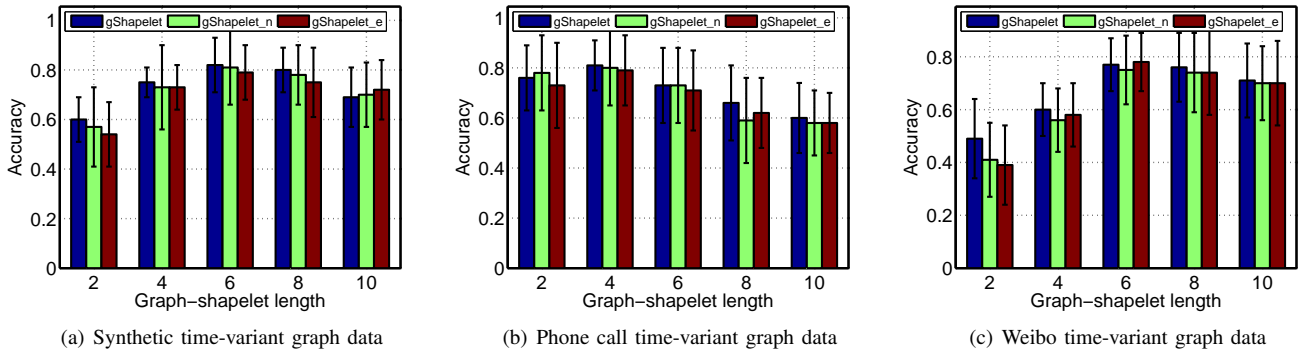 gShapelet gShapelet_n gShapelet_e
1
0.8
0.6
0.4
0.2
0
Accuracy
2 4 6 8 10
Graph−shapelet length
(a) Synthetic time-variant graph data
gShapelet gShapelet_n gShapelet_e
1
0.8
0.6
0.4
0.2
0
Accuracy
2 4 6 8 10
Graph−shapelet length
(b) Phone call time-variant graph data
gShapelet gShapelet_n gShapelet_e
0.8
0.6
0.4
0.2
0
Accuracy
2 4 6 8 10
Graph−shapelet length
(c) Weibo time-variant graph data